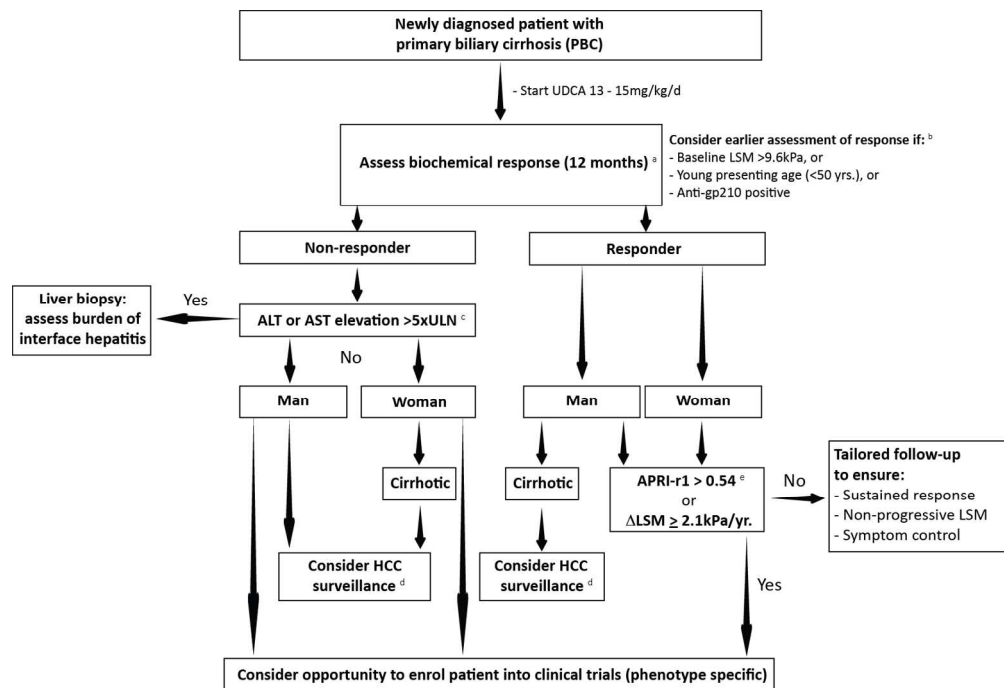 Newly diagnosed patient with
primary biliary cirrhosis (PBC)
- Start UDCA 13 - 15mg/kg/d
Assess biochemical response (12 months) a
Consider earlier assessment of response if: b
- Baseline LSM >9.6kPa, or
- Young presenting age (<50 yrs.), or
- Anti-gp210 positive
Non-responder
Responder
Liver biopsy:
assess burden of
interface hepatitis
Yes
ALT or AST elevation >5xULN c
No
Man
Woman
Man
Woman
Cirrhotic
Cirrhotic
APRI-r1 > 0.54 e
or
ΔLSM ≥ 2.1kPa/yr.
No
Tailored follow-up
to ensure:
- Sustained response
- Non-progressive LSM
- Symptom control
Consider HCC
surveillance d
Consider HCC
surveillance d
Yes
Consider opportunity to enrol patient into clinical trials (phenotype specific)